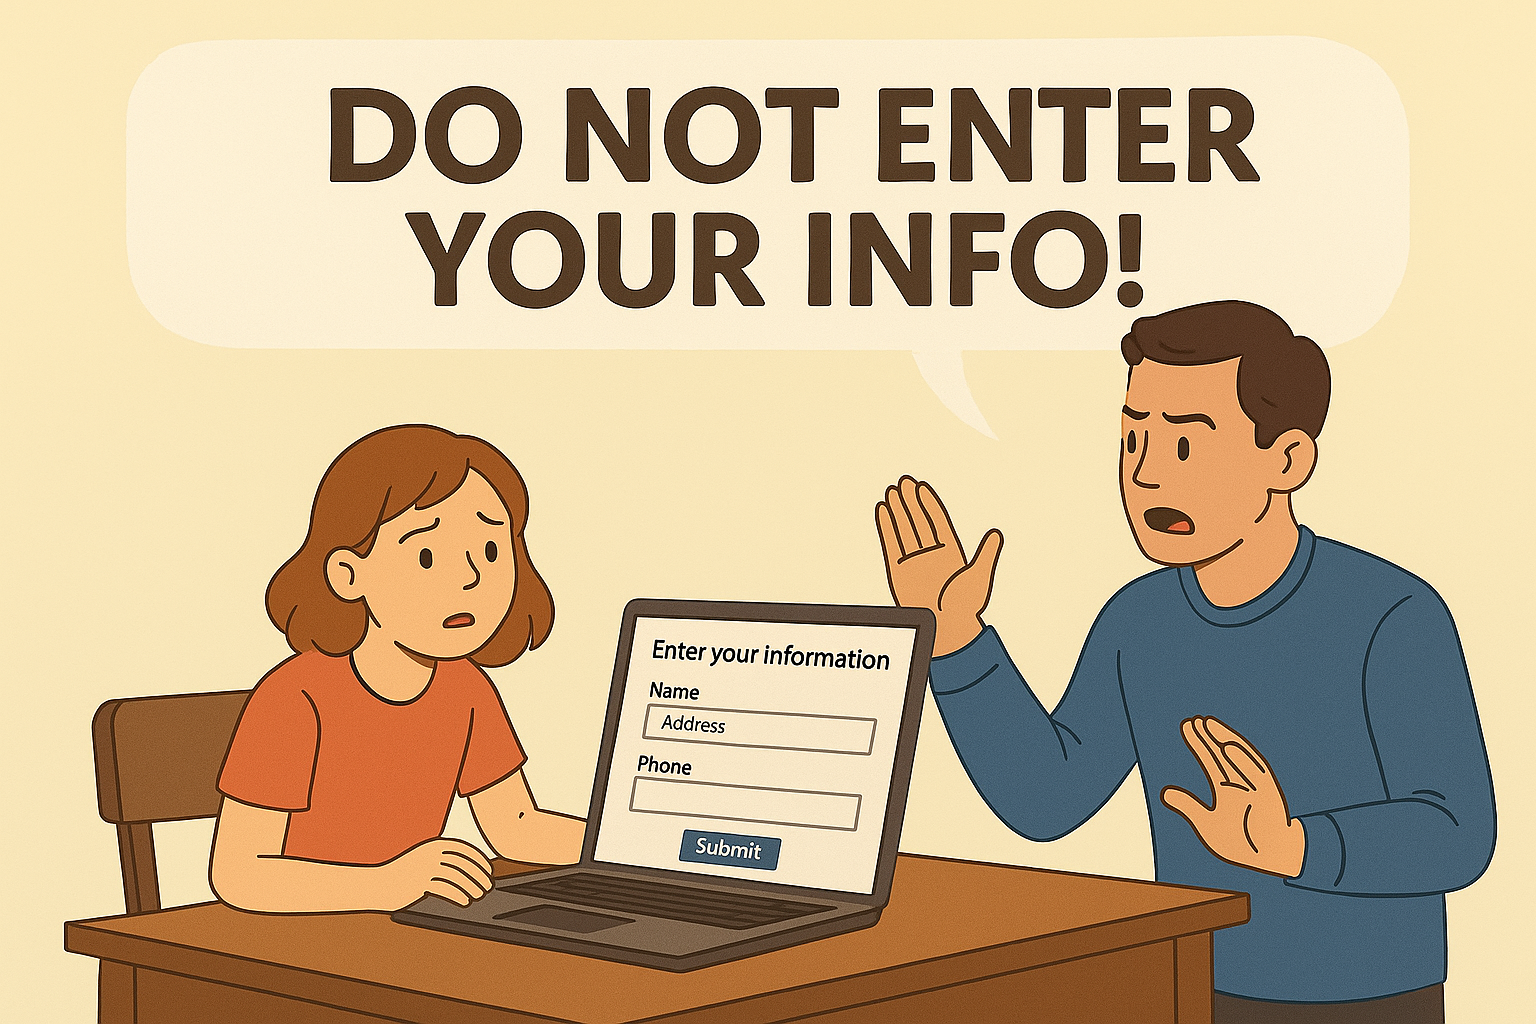 DO NOT ENTER
YOUR INFO!
Enter your information
Name
Address
Phone
Submit